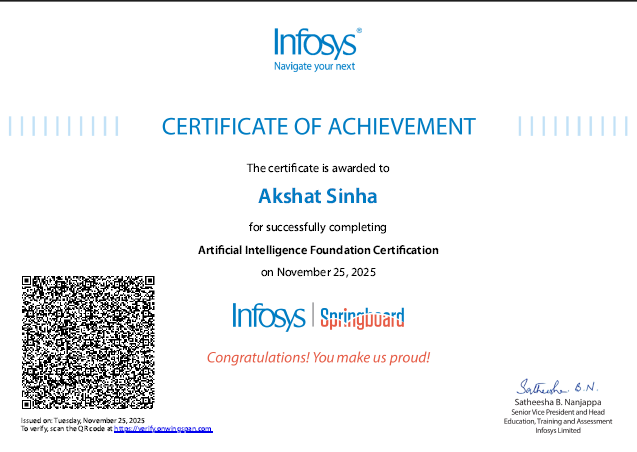 Infosys®
Navigate your next
CERTIFICATE OF ACHIEVEMENT
The certificate is awarded to
Akshat Sinha
for successfully completing
Artificial Intelligence Foundation Certification
on November 25, 2025
Infosys | Springboard
Congratulations! You make us proud!
Satheesha B.N.
Satheesha B. Nanjappa
Senior Vice President and Head
Education, Training and Assessment
Infosys Limited
Issued on: Tuesday, November 25, 2025
To verify, scan the QR code at https://verify.onwingspan.com